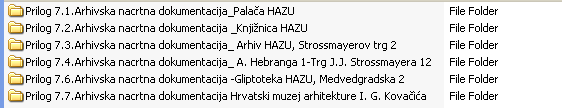 Prilog 7.1.Arhivska nacrtna dokumentacija_Palača HAZU File Folder
Prilog 7.2.Arhivska nacrtna dokumentacija _Knjižnica HAZU File Folder
Prilog 7.3.Arhivska nacrtna dokumentacija_ Arhiv HAZU, Strossmayerov trg 2 File Folder
Prilog 7.4.Arhivska nacrtna dokumentacija_ A. Hebranga 1-Trg J.J. Strossmayera 12 File Folder
Prilog 7.6.Arhivska nacrtna dokumentacija -Gliptoteka HAZU, Medvedgradska 2 File Folder
Prilog 7.7.Arhivska nacrtna dokumentacija Hrvatski muzej arhitekture I. G. Kovačića File Folder